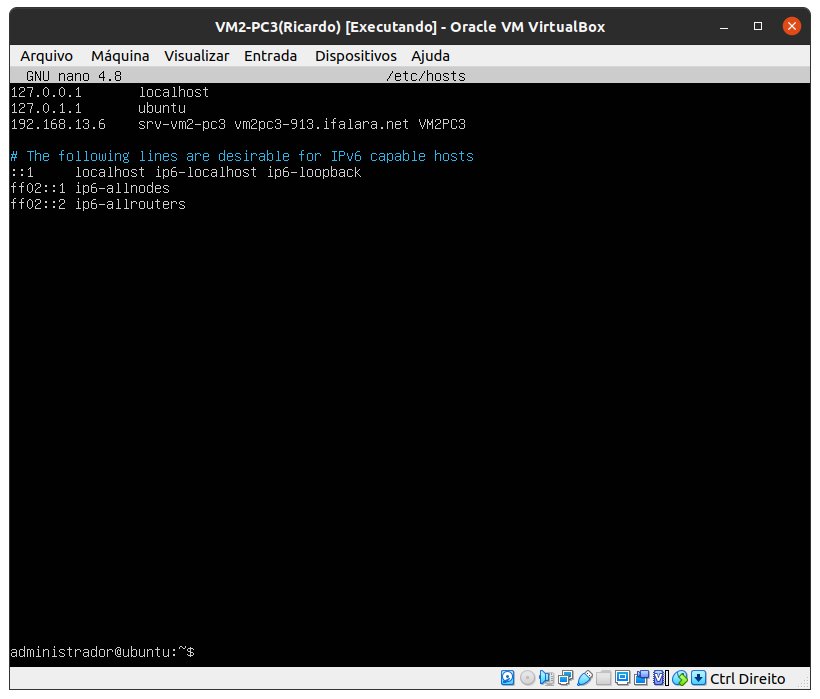 VM2-PC3(Ricardo) [Executando] - Oracle VM VirtualBox
Arquivo Máquina Visualizar Entrada Dispositivos Ajuda
GNU nano 4.8 /etc/hosts
127.0.0.1 localhost
127.0.1.1 ubuntu
192.168.13.6 srv-vm2-pc3 vm2pc3-913.ifalara.net VM2PC3
# The following lines are desirable for IPv6 capable hosts
::1 localhost ip6-localhost ip6-loopback
ff02::1 ip6-allnodes
ff02::2 ip6-allrouters
administrador@ubuntu:~$
Ctrl Direito